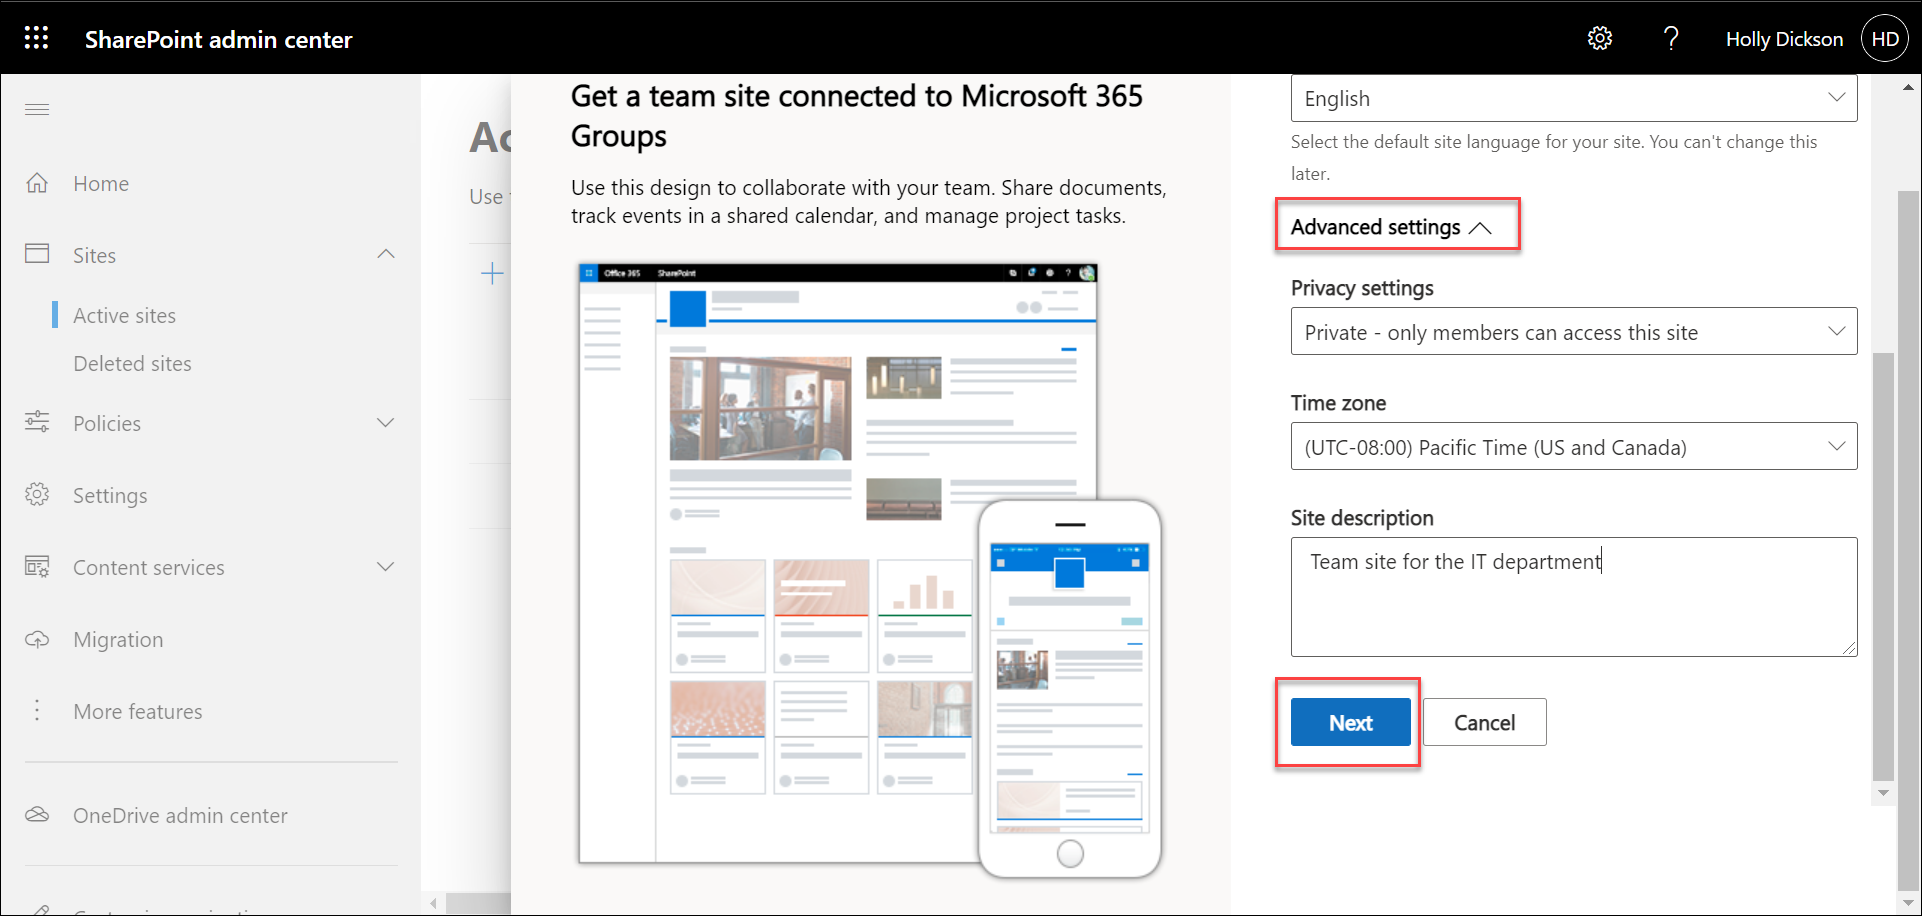 SharePoint admin center
Holly Dickson
HD
Home
Sites
Active sites
Deleted sites
Policies
Settings
Content services
Migration
More features
OneDrive admin center
Use
Get a team site connected to Microsoft 365
Groups
Use this design to collaborate with your team. Share documents,
track events in a shared calendar, and manage project tasks.
Office 365 SharePoint
English
Select the default site language for your site. You can't change this
later.
Advanced settings
Privacy settings
Private - only members can access this site
Time zone
(UTC-08:00) Pacific Time (US and Canada)
Site description
Team site for the IT department
Next
Cancel